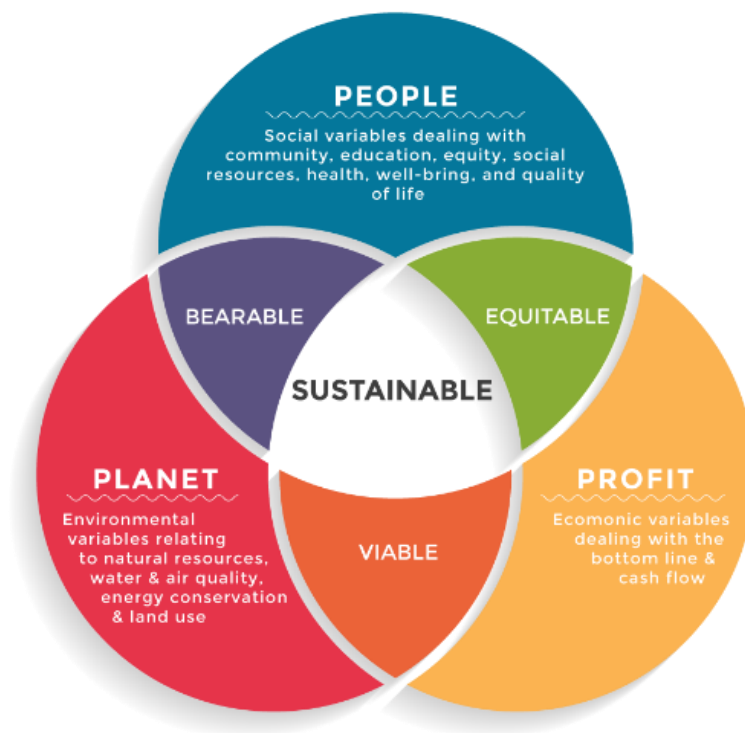 PEOPLE
Social variables dealing with
community, education, equity, social
resources, health, well-bring, and quality
of life
BEARABLE
EQUITABLE
SUSTAINABLE
PLANET
Environmental
variables relating
to natural resources,
water & air quality,
energy conservation
& land use
VIABLE
PROFIT
Ecomonic variables
dealing with the
bottom line &
cash flow